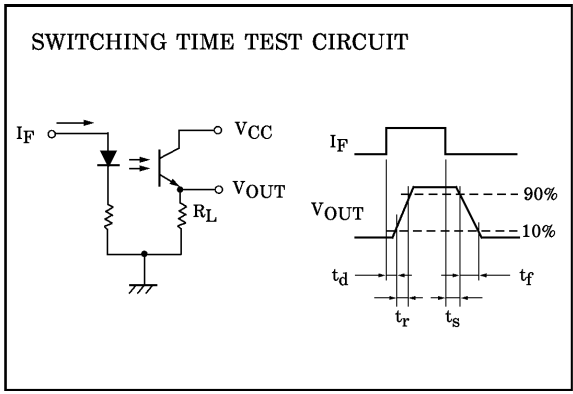 SWITCHING TIME TEST CIRCUIT
IF
VCC
VOUT
RL
IF
VOUT
90%
10%
td
tf
tr
ts